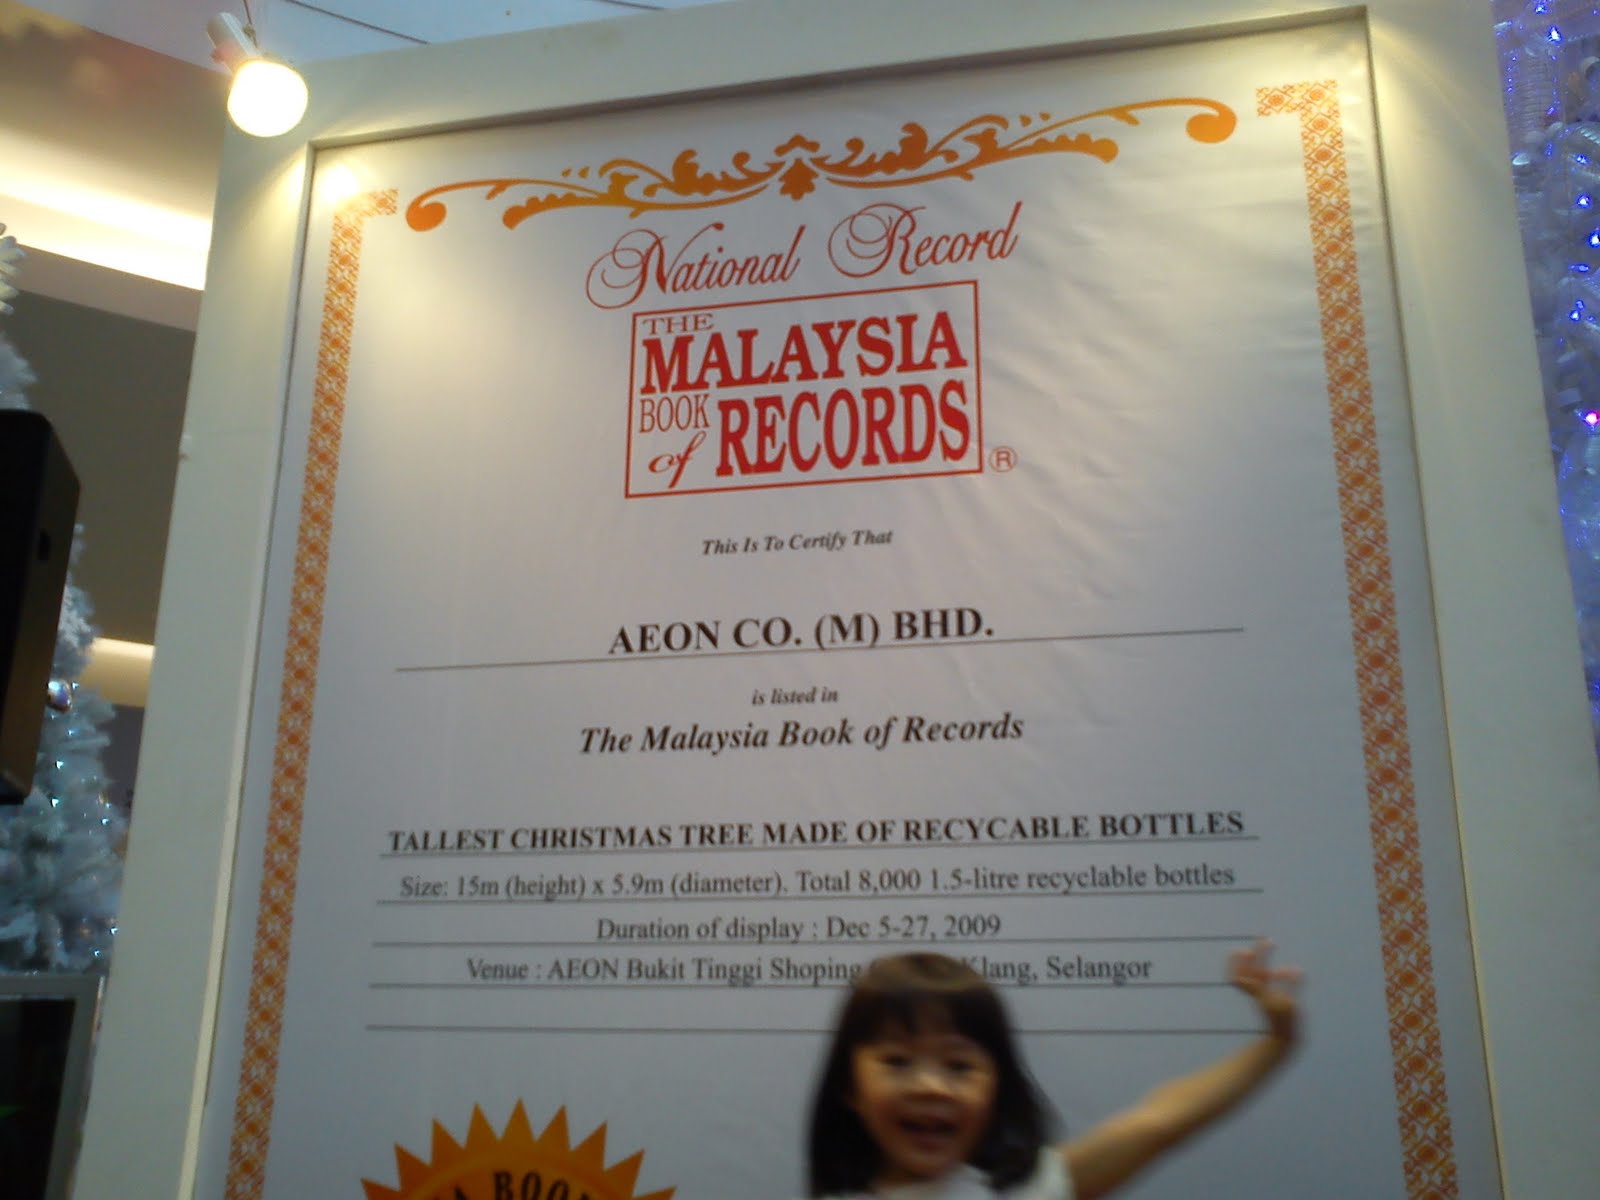 National Record
THE
MALAYSIA
BOOK
of RECORDS
®
This Is To Certify That
AEON CO. (M) BHD.
is listed in
The Malaysia Book of Records
TALLEST CHRISTMAS TREE MADE OF RECYCABLE BOTTLES
Size: 15m (height) x 5.9m (diameter). Total 8,000 1.5-litre recyclable bottles
Duration of display : Dec 5-27, 2009
Venue : AEON Bukit Tinggi Shoping Klang, Selangor
BOOK